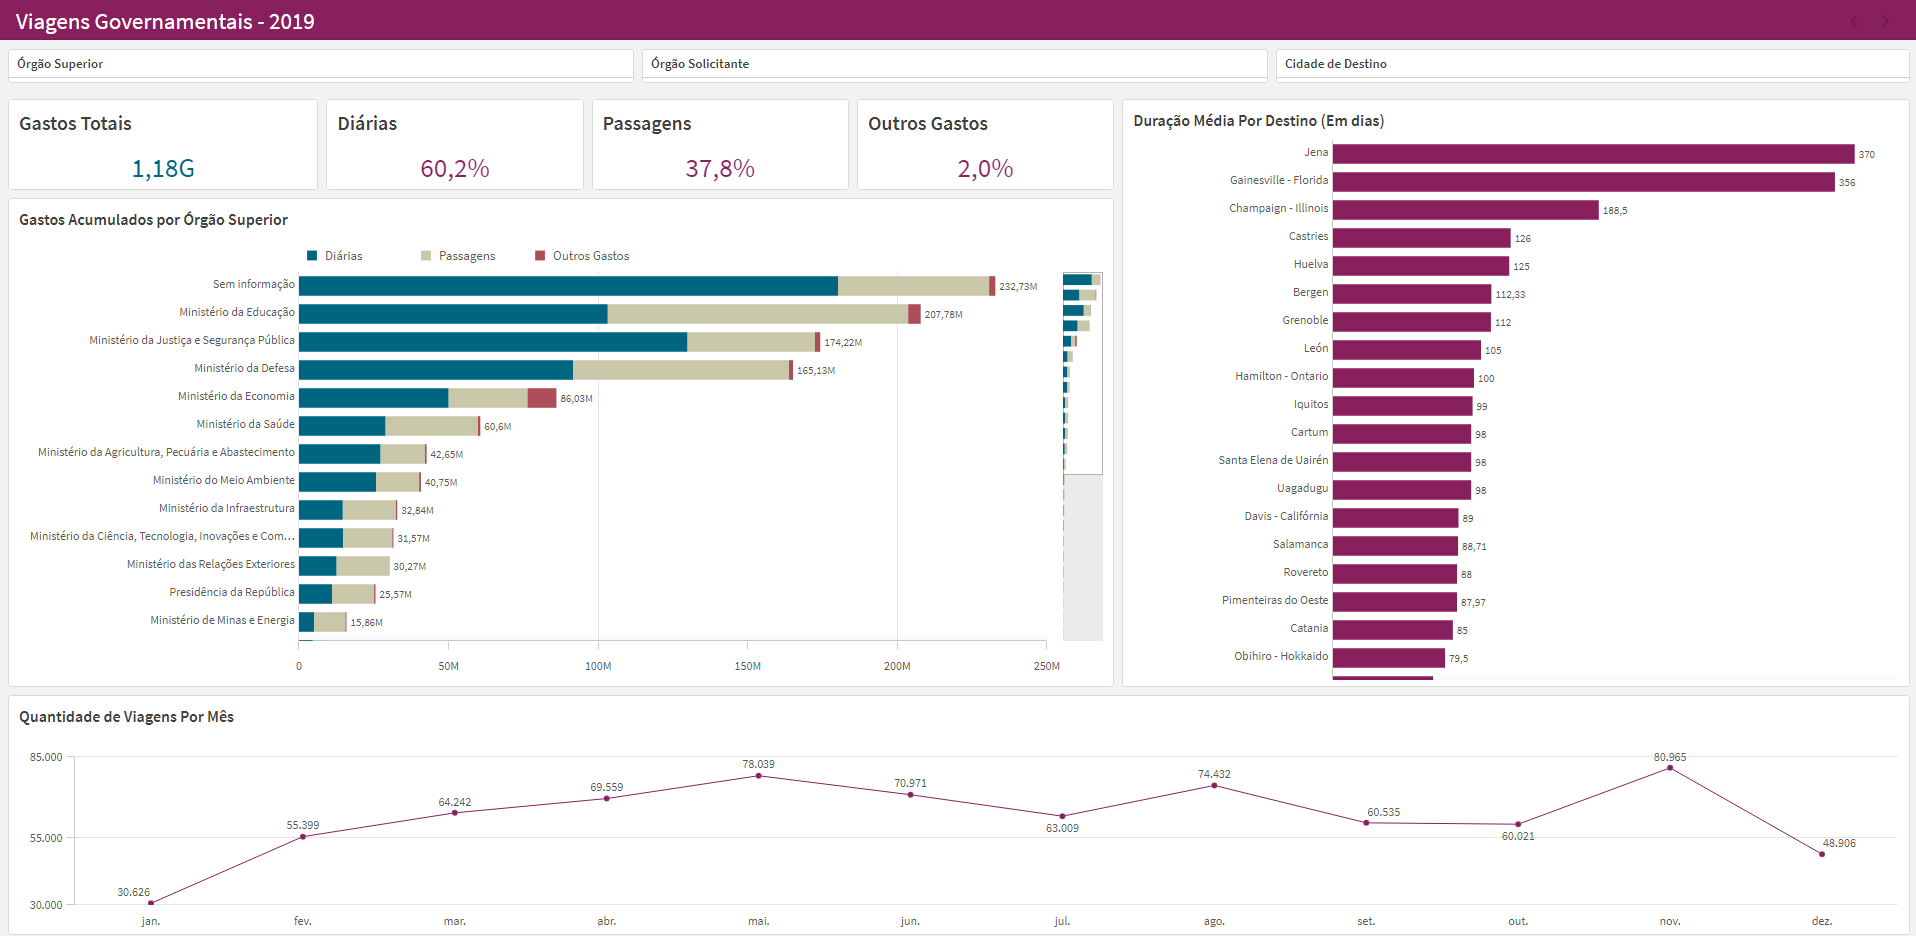 Viagens Governamentais - 2019
Órgão Superior
Órgão Solicitante
Cidade de Destino
Gastos Totais
1,18G
Diárias
60,2%
Passagens
37,8%
Outros Gastos
2,0%
Gastos Acumulados por Órgão Superior
Diárias Passagens Outros Gastos
Sem informação 232,73M
Ministério da Educação 207,78M
Ministério da Justiça e Segurança Pública 174,22M
Ministério da Defesa 165,13M
Ministério da Economia 86,03M
Ministério da Saúde 60,6M
Ministério da Agricultura, Pecuária e Abastecimento 42,65M
Ministério do Meio Ambiente 40,75M
Ministério da Infraestrutura 32,84M
Ministério da Ciência, Tecnologia, Inovações e Com... 31,57M
Ministério das Relações Exteriores 30,27M
Presidência da República 25,57M
Ministério de Minas e Energia 15,86M
0 50M 100M 150M 200M 250M
Duração Média Por Destino (Em dias)
Jena 370
Gainesville - Florida 356
Champaign - Illinois 188,5
Castries 126
Huelva 125
Bergen 112,33
Grenoble 112
León 105
Hamilton - Ontario 100
Iquitos 99
Cartum 98
Santa Elena de Uairén 98
Uagadugu 98
Davis - Califórnia 89
Salamanca 88,71
Rovereto 88
Pimenteiras do Oeste 87,97
Catania 85
Obihiro - Hokkaido 79,5
Quantidade de Viagens Por Mês
85.000
55.000
30.000
30.626 55.399 64.242 69.559 78.039 70.971 63.009 74.432 60.535 60.021 80.965 48.906
jan. fev. mar. abr. mai. jun. jul. ago. set. out. nov. dez.